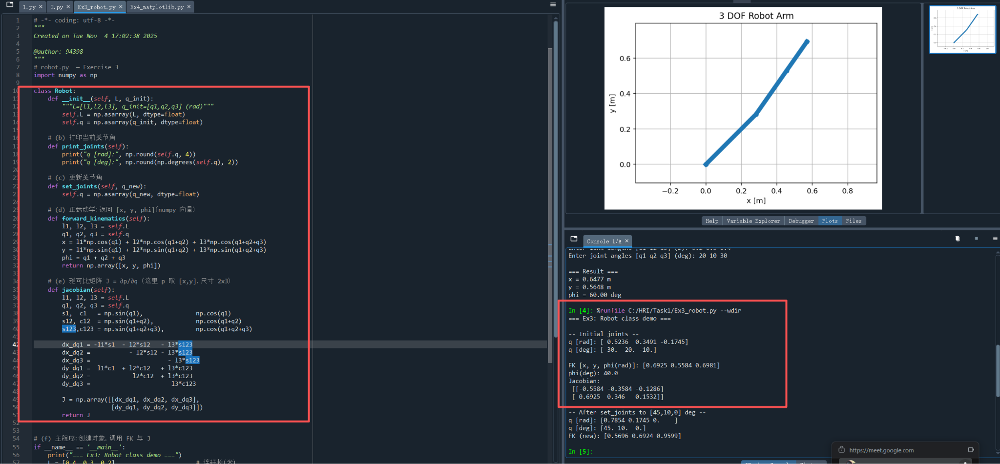 1.py ×
2.py ×
Ex3_robot.py ×
Ex4_matplotlib.py ×
1 # -*- coding: utf-8 -*-
2 """
3 Created on Tue Nov  4 17:02:38 2025
4
5 @author: 94398
6 """
7 # robot.py  — Exercise 3
8 import numpy as np
9
10 class Robot:
11     def __init__(self, L, q_init):
12         """L=[l1,l2,l3], q_init=[q1,q2,q3] (rad)"""
13         self.L = np.asarray(L, dtype=float)
14         self.q = np.asarray(q_init, dtype=float)
15
16     # (b) 打印当前关节角
17     def print_joints(self):
18         print("q [rad]:", np.round(self.q, 4))
19         print("q [deg]:", np.round(np.degrees(self.q), 2))
20
21     # (c) 更新关节角
22     def set_joints(self, q_new):
23         self.q = np.asarray(q_new, dtype=float)
24
25     # (d) 正运动学:返回 [x, y, phi](numpy 向量)
26     def forward_kinematics(self):
27         l1, l2, l3 = self.L
28         q1, q2, q3 = self.q
29         x = l1*np.cos(q1) + l2*np.cos(q1+q2) + l3*np.cos(q1+q2+q3)
30         y = l1*np.sin(q1) + l2*np.sin(q1+q2) + l3*np.sin(q1+q2+q3)
31         phi = q1 + q2 + q3
32         return np.array([x, y, phi])
33
34     # (e) 雅可比矩阵 J = ∂p/∂q (这里 p 取 [x,y], 尺寸 2x3)
35     def jacobian(self):
36         l1, l2, l3 = self.L
37         q1, q2, q3 = self.q
38         s1,  c1   = np.sin(q1),            np.cos(q1)
39         s12, c12  = np.sin(q1+q2),         np.cos(q1+q2)
40         s123,c123 = np.sin(q1+q2+q3),      np.cos(q1+q2+q3)
41
42         dx_dq1 = -l1*s1  - l2*s12   - l3*s123
43         dx_dq2 =           - l2*s12 - l3*s123
44         dx_dq3 =                      - l3*s123
45         dy_dq1 =  l1*c1  + l2*c12   + l3*c123
46         dy_dq2 =            l2*c12  + l3*c123
47         dy_dq3 =                       l3*c123
48
49         J = np.array([[dx_dq1, dx_dq2, dx_dq3],
50                       [dy_dq1, dy_dq2, dy_dq3]])
51         return J
52
53
54 # (f) 主程序:创建对象, 调用 FK 与 J
55 if __name__ == '__main__':
56     print("=== Ex3: Robot class demo ===")
57     L = [0.4, 0.3, 0.2]                       # 连杆长(米)
3 DOF Robot Arm
y [m]
0.6
0.4
0.2
0.0
−0.2 0.0 0.2 0.4 0.6 0.8
x [m]
3 DOF Robot Arm
Help
Variable Explorer
Debugger
Plots
Files
Console 1/A ×
Enter joint angles [q1 q2 q3] (deg): 20 10 30
=== Result ===
x = 0.6477 m
y = 0.5648 m
phi = 60.00 deg
In [4]: %runfile C:/HRI/Task1/Ex3_robot.py --wdir
=== Ex3: Robot class demo ===
-- Initial joints --
q [rad]: [ 0.5236  0.3491 -0.1745]
q [deg]: [ 30.  20. -10.]
FK [x, y, phi(rad)]: [0.6925 0.5584 0.6981]
phi(deg): 40.0
Jacobian:
[[-0.5584 -0.3584 -0.1286]
[ 0.6925  0.346   0.1532]]
-- After set_joints to [45,10,0] deg --
q [rad]: [0.7854 0.1745 0.    ]
q [deg]: [45. 10.  0.]
FK (new): [0.5696 0.6924 0.9599]
In [5]:
https://meet.google.com